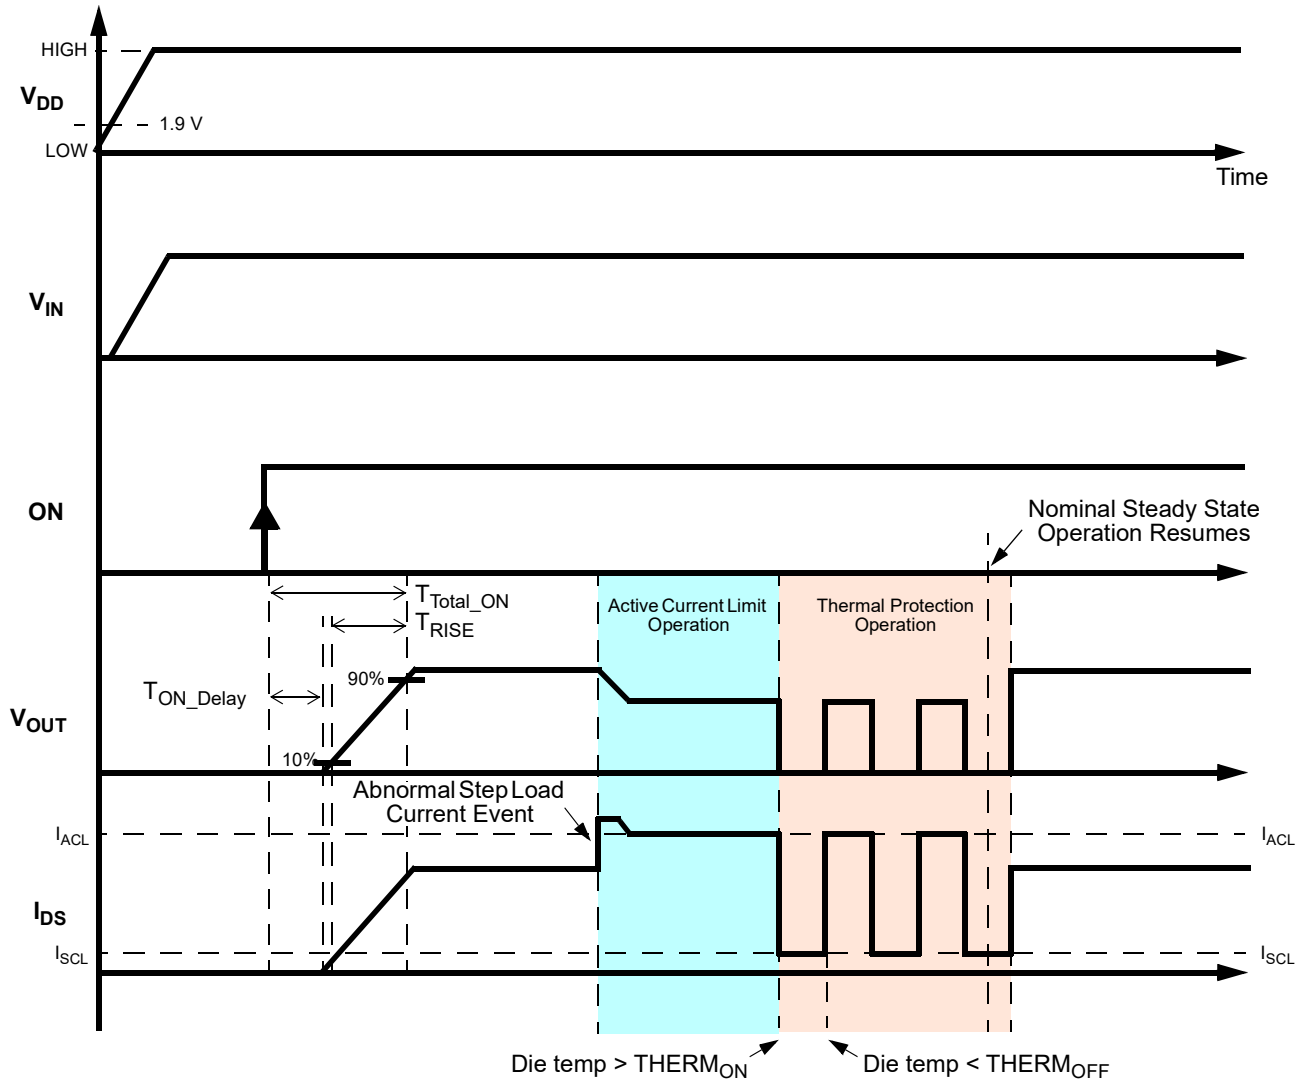 HIGH
VDD
1.9 V
LOW
Time
VIN
ON
Nominal Steady State
Operation Resumes
TTotal_ON
TRISE
Active Current Limit
Operation
Thermal Protection
Operation
90%
TON_Delay
VOUT
10%
Abnormal Step Load
Current Event
IACL
IACL
IDS
ISCL
ISCL
Die temp > THERMON
Die temp < THERMOFF